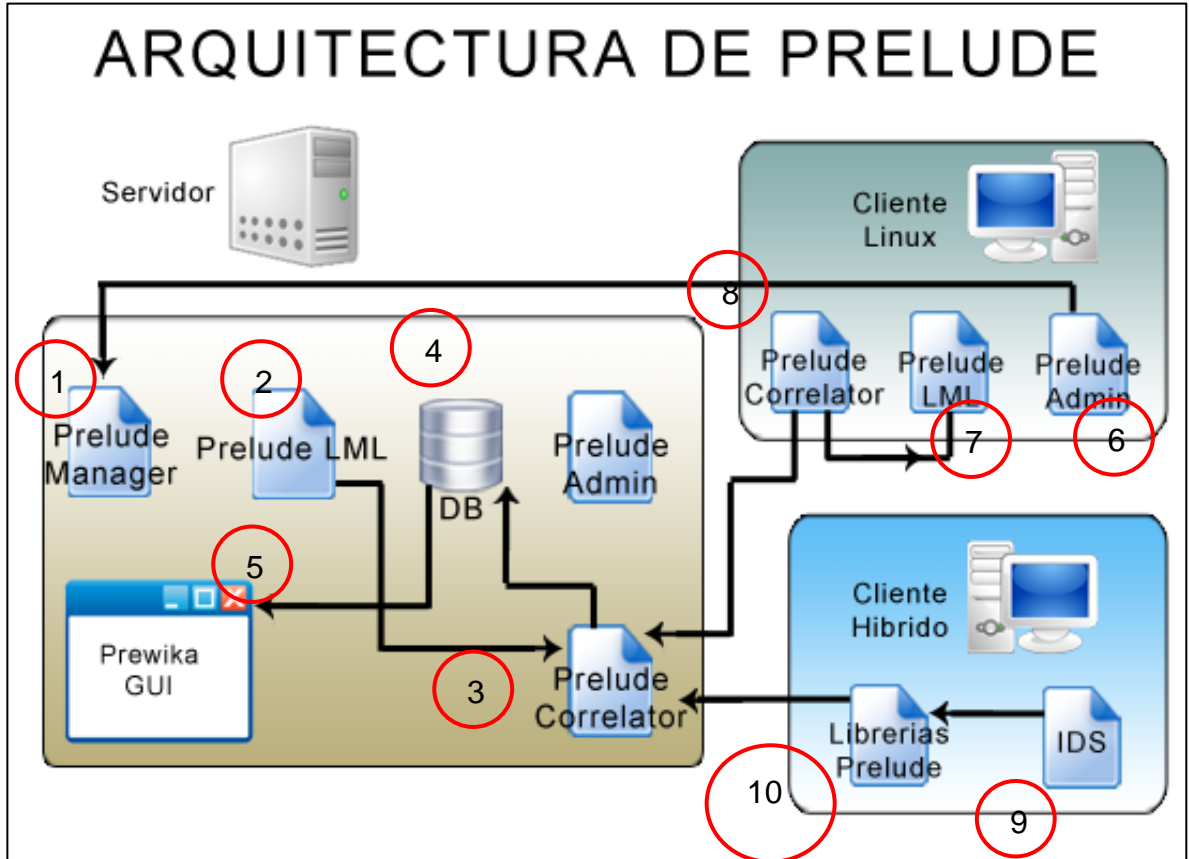 ARQUITECTURA DE PRELUDE
Servidor
Cliente
Linux
8
Prelude
Correlator
Prelude
LML
Prelude
Admin
7
6
1
2
4
Prelude
Manager
Prelude LML
DB
Prelude
Admin
5
Prewika
GUI
3
Prelude
Correlator
Cliente
Hibrido
Librerias
Prelude
IDS
10
9